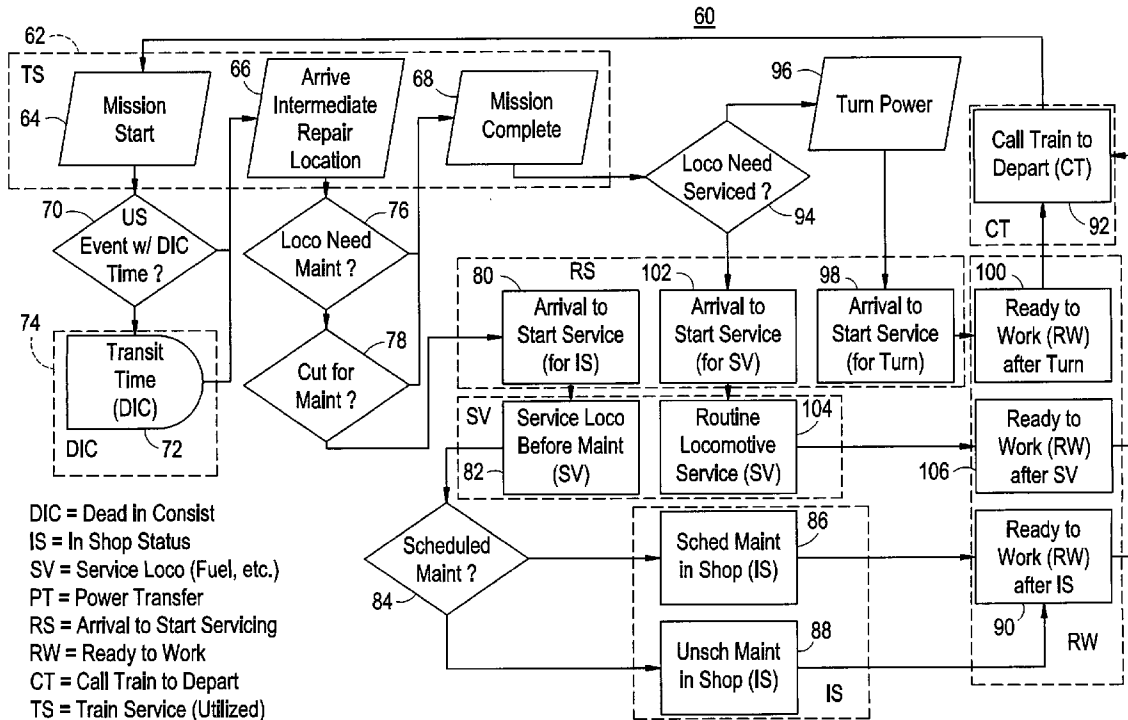 60
62
TS
64
Mission
Start
66
Arrive
Intermediate
Repair
Location
68
Mission
Complete
96
Turn Power
Loco Need
Serviced ?
94
Call Train to
Depart (CT)
92
CT
70
US
Event w/ DIC
Time ?
76
Loco Need
Maint ?
74
Transit
Time
(DIC)
72
DIC
78
Cut for
Maint ?
RS
80
Arrival to
Start Service
(for IS)
102
Arrival to
Start Service
(for SV)
98
Arrival to
Start Service
(for Turn)
100
Ready to
Work (RW)
after Turn
SV
Service Loco
Before Maint
(SV)
82
104
Routine
Locomotive
Service (SV)
Ready to
Work (RW)
after SV
106
Scheduled
Maint ?
84
86
Sched Maint
in Shop (IS)
88
Unsch Maint
in Shop (IS)
IS
Ready to
Work (RW)
after IS
90
RW
DIC = Dead in Consist
IS = In Shop Status
SV = Service Loco (Fuel, etc.)
PT = Power Transfer
RS = Arrival to Start Servicing
RW = Ready to Work
CT = Call Train to Depart
TS = Train Service (Utilized)